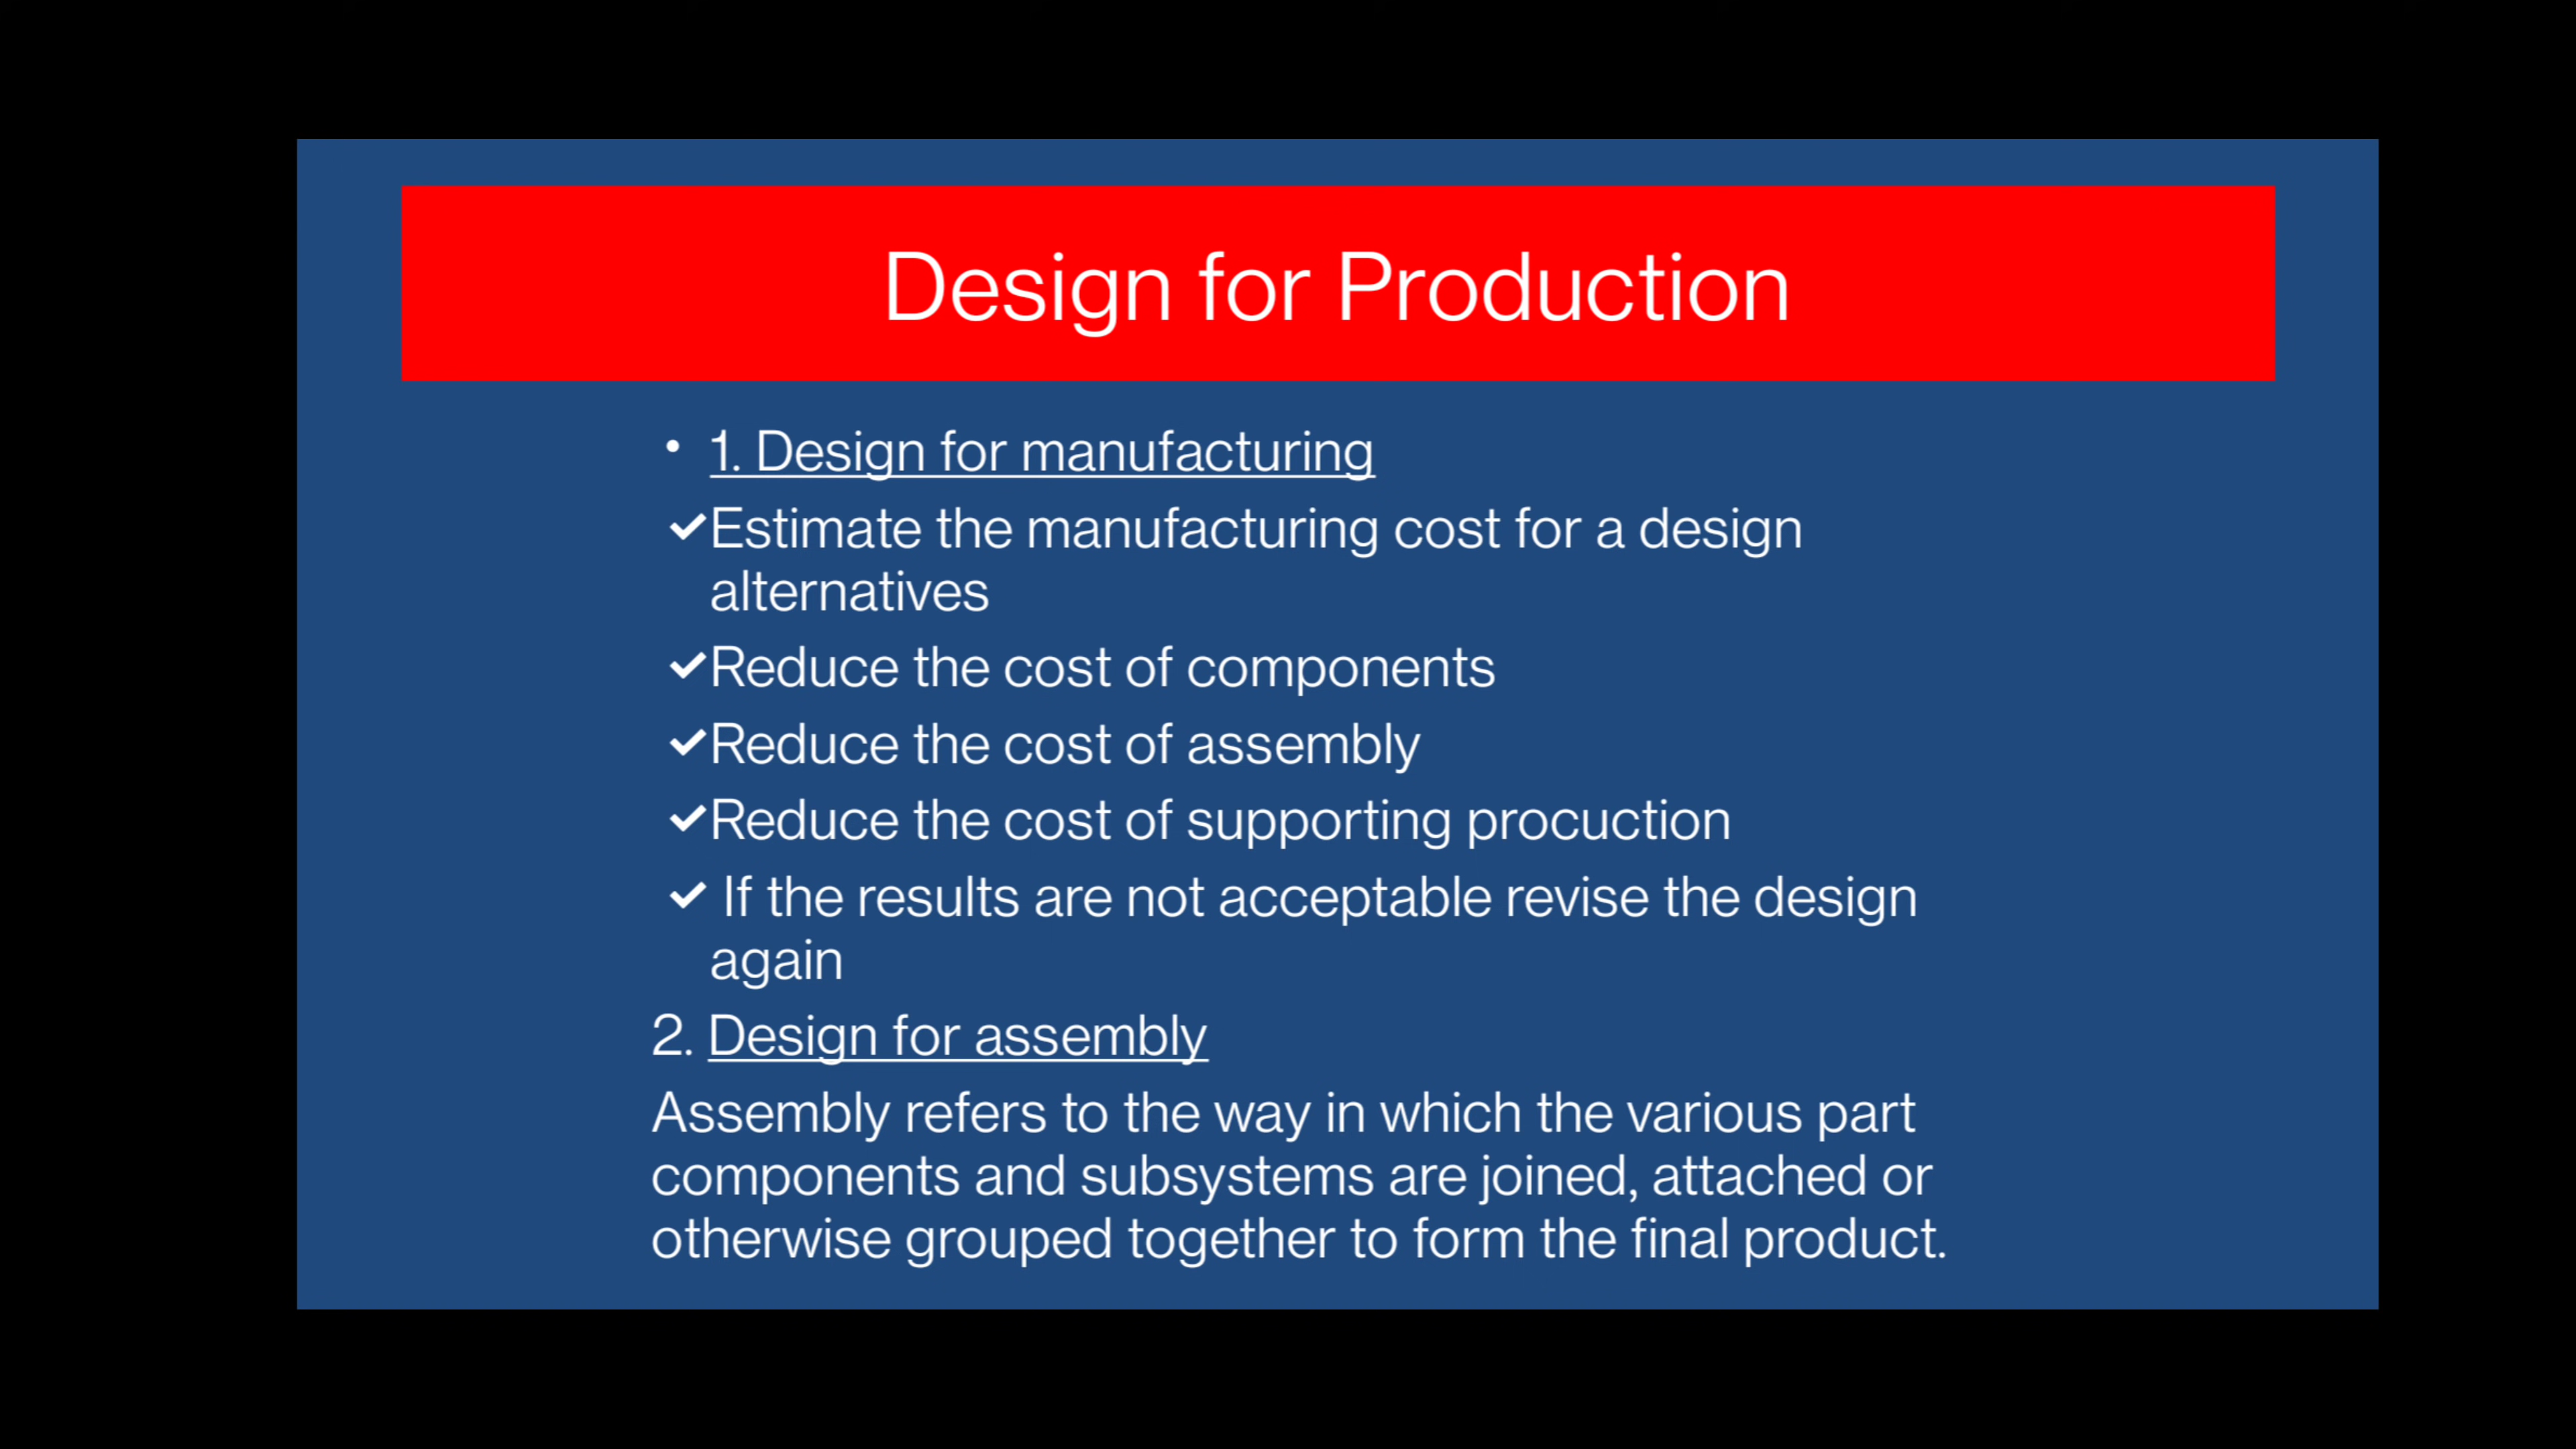 Design for Production
• 1. Design for manufacturing
✔Estimate the manufacturing cost for a design
alternatives
✔Reduce the cost of components
✔Reduce the cost of assembly
✔Reduce the cost of supporting procuction
✔ If the results are not acceptable revise the design
again
2. Design for assembly
Assembly refers to the way in which the various part
components and subsystems are joined, attached or
otherwise grouped together to form the final product.